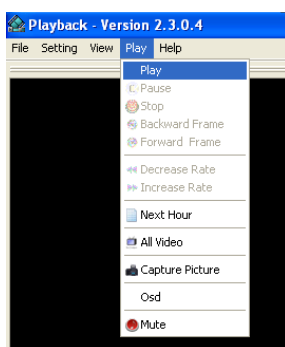 Playback - Version 2.3.0.4
File Setting View Play Help
Play
Pause
Stop
Backward Frame
Forward Frame
Decrease Rate
Increase Rate
Next Hour
All Video
Capture Picture
Osd
Mute